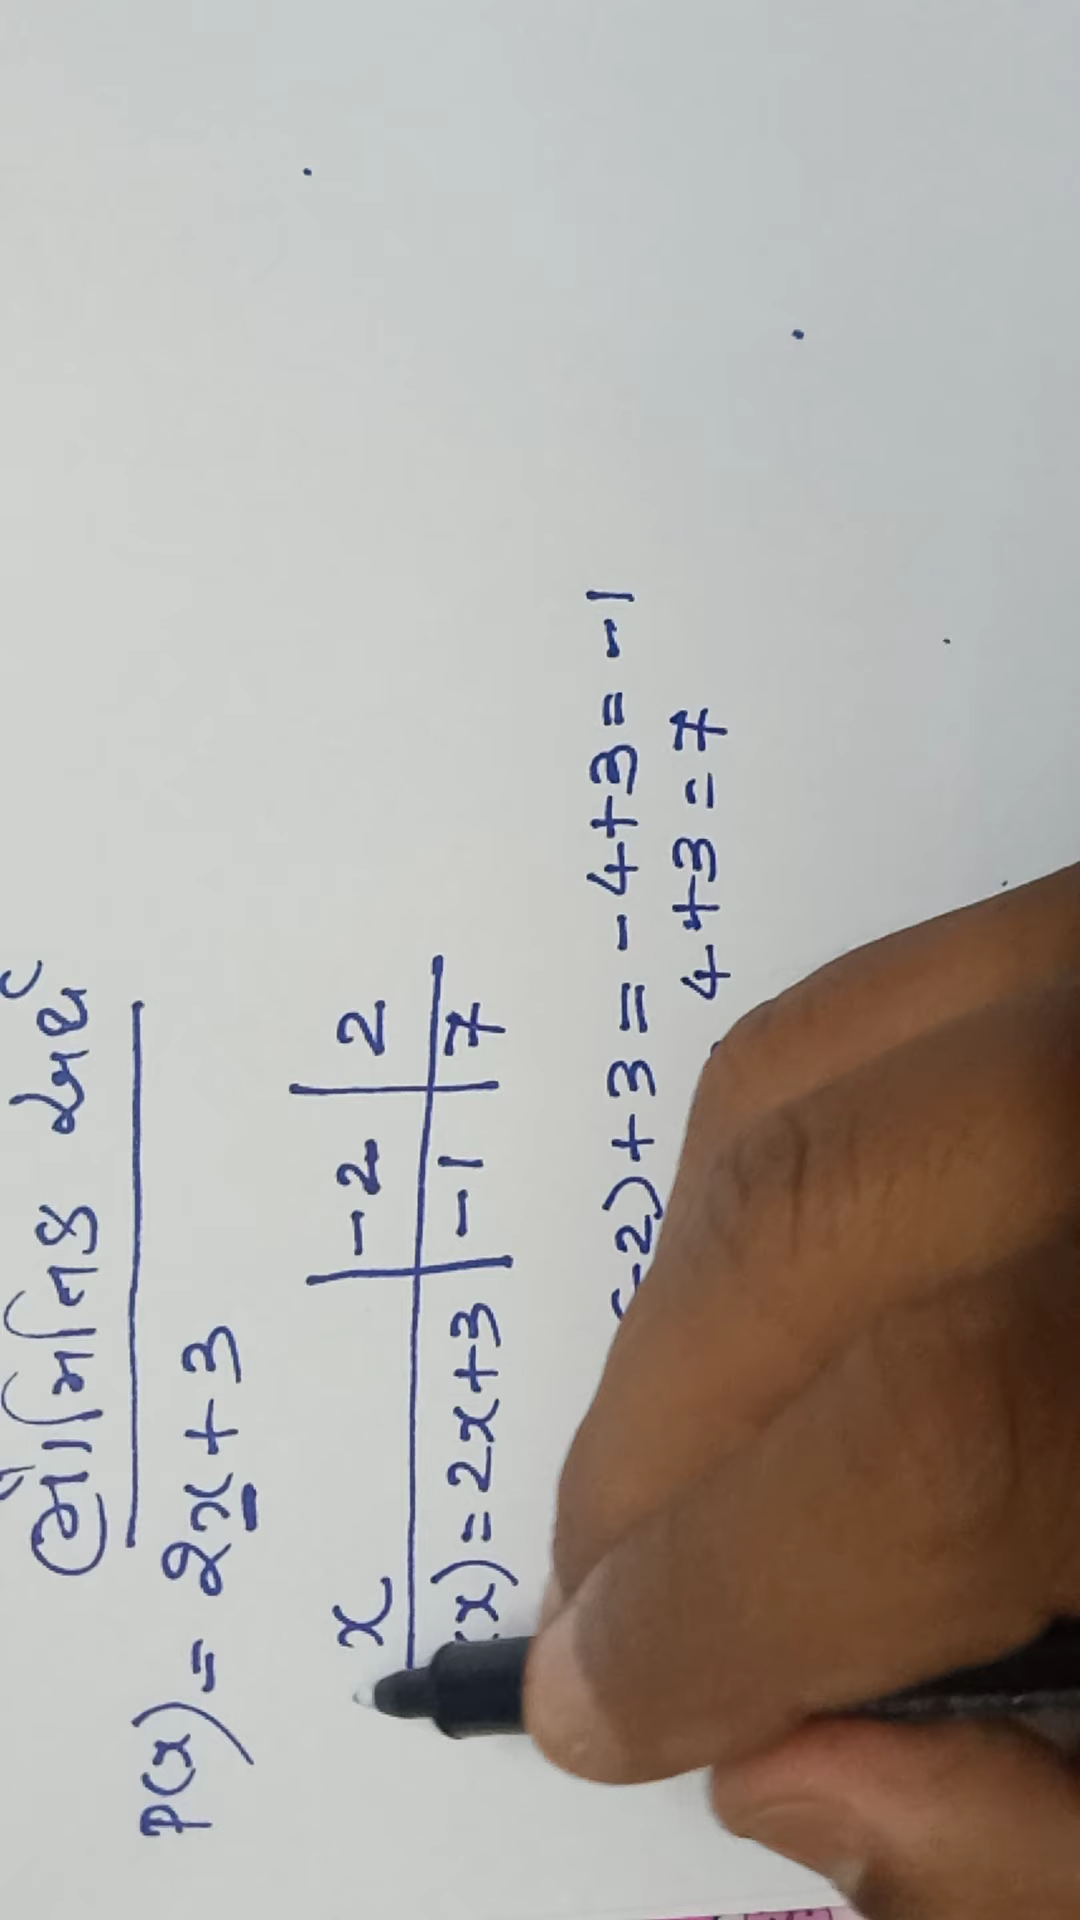 ભૌમિતિક અર્થ
P(x) = 2x + 3
x | -2 | 2
(x) = 2x+3 | -1 | 7
-2) + 3 = -4+3 = -1
4+3 = 7